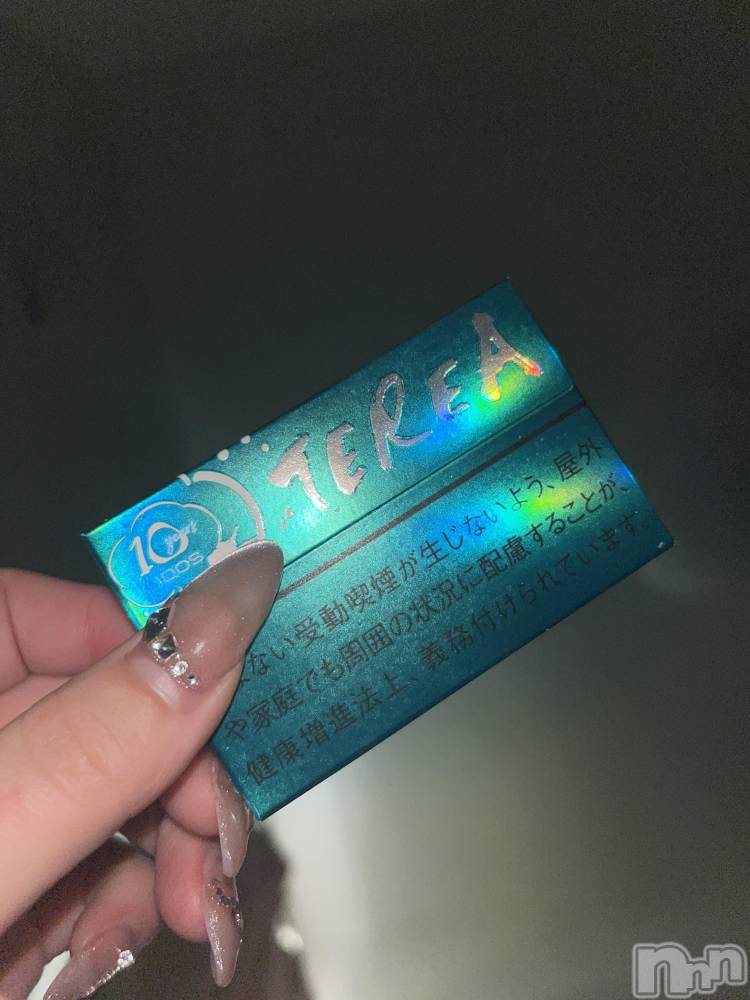 TEREA
10
years
IQOS
ない受動喫煙が生じないよう、屋外
や家庭でも周囲の状況に配慮することが、
健康増進法上、義務付けられています。
nnn